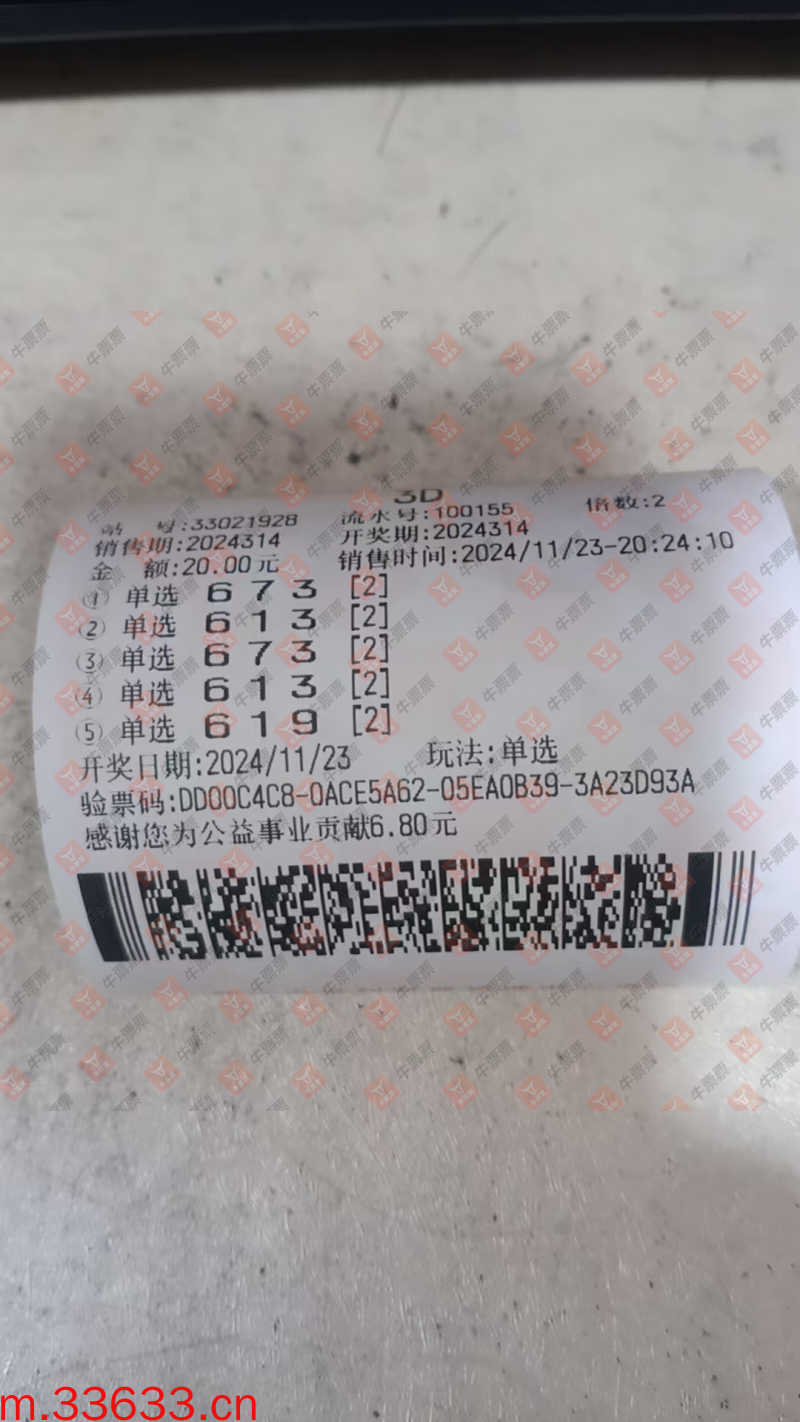 3D
站 号:33021928 流水号:100155 倍数:2
销售期:2024314 开奖期:2024314
金 额:20.00元 销售时间:2024/11/23-20:24:10
① 单选 6 7 3 [2]
② 单选 6 1 3 [2]
③ 单选 6 7 3 [2]
④ 单选 6 1 3 [2]
⑤ 单选 6 1 9 [2]
开奖日期:2024/11/23 玩法:单选
验票码:DD00C4C8-0ACE5A62-05EA0B39-3A23D93A
感谢您为公益事业贡献6.80元
牛票票
m.33633.cn